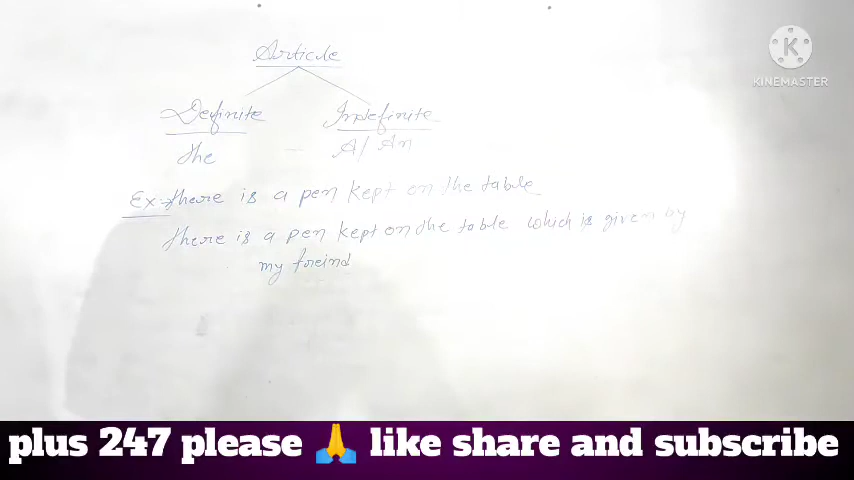 Article
Definite Indefinite
the A/An
Ex:- there is a pen kept on the table
there is a pen kept on the table which is given by
my freind
KINEMASTER
plus 247 please 🙏 like share and subscribe